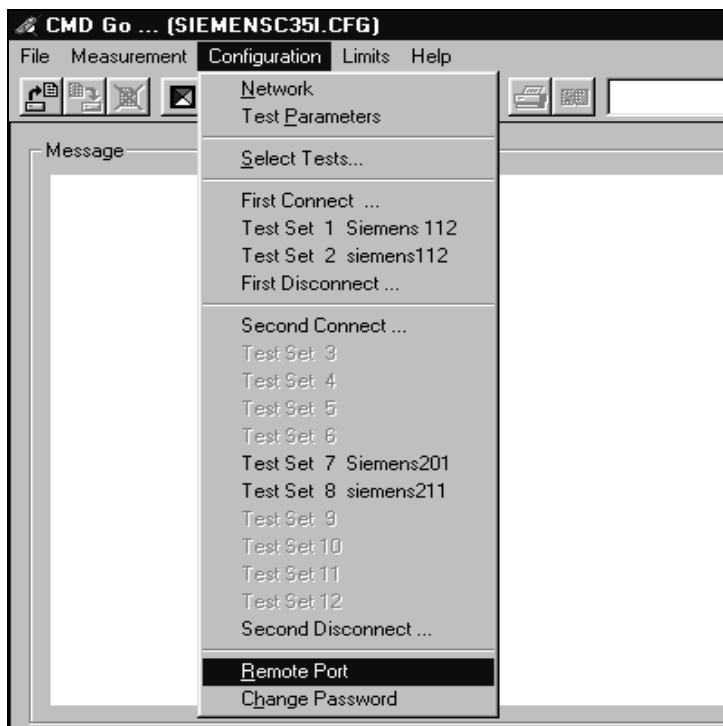 CMD Go ... (SIEMENSC35I.CFG)
File Measurement Configuration Limits Help
Network
Test Parameters
Message
Select Tests...
First Connect ...
Test Set 1 Siemens 112
Test Set 2 siemens112
First Disconnect ...
Second Connect ...
Test Set 3
Test Set 4
Test Set 5
Test Set 6
Test Set 7 Siemens201
Test Set 8 siemens211
Test Set 9
Test Set 10
Test Set 11
Test Set 12
Second Disconnect ...
Remote Port
Change Password